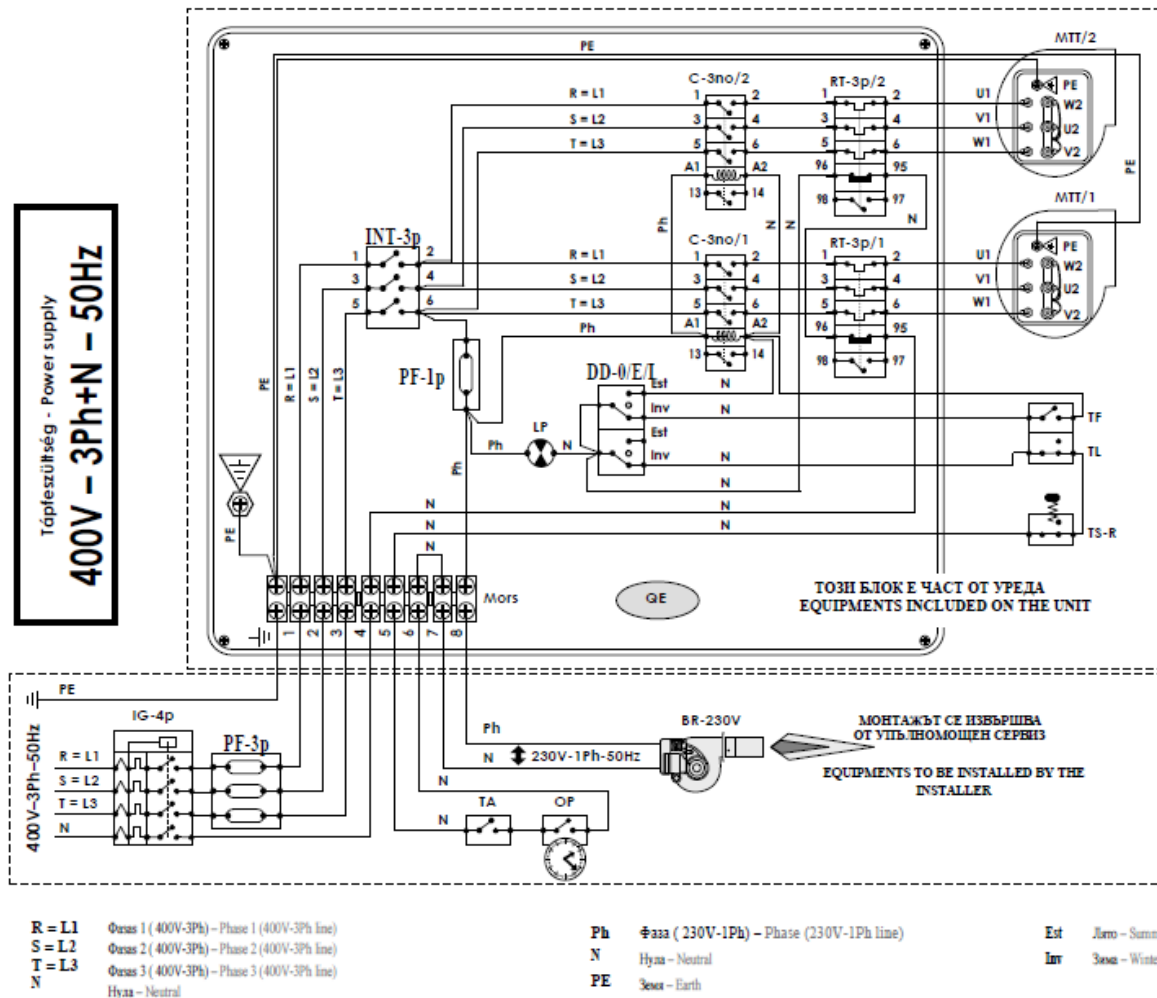 Tápfeszültség - Power supply
400V – 3Ph+N – 50Hz
PE
MTT/2
C-3no/2
RT-3p/2
R = L1
1
2
1
2
U1
PE
W2
S = L2
3
4
3
4
V1
U2
T = L3
5
6
5
6
W1
V2
A1
A2
96
95
PE
13
14
98
97
Ph
N
N
N
MTT/1
INT-3p
C-3no/1
RT-3p/1
1
2
3
4
5
6
R = L1
1
2
1
2
U1
PE
W2
S = L2
3
4
3
4
V1
U2
T = L3
5
6
5
6
W1
V2
Ph
A1
A2
96
95
13
14
98
97
PE
R = L1
S = L2
T = L3
PF-1p
DD-0/E/I
Est
N
Inv
N
TF
LP
Est
Ph
N
Inv
N
TL
Ph
N
N
N
TS-R
N
PE
Mors
QE
ТОЗИ БЛОК Е ЧАСТ ОТ УРЕДА
EQUIPMENTS INCLUDED ON THE UNIT
1
2
3
4
5
6
7
8
PE
IG-4p
PF-3p
400V–3Ph–50Hz
R = L1
S = L2
T = L3
N
Ph
N
230V-1Ph-50Hz
BR-230V
МОНТАЖЪТ СЕ ИЗВЪРШВА
ОТ УПЪЛНОМОЩЕН СЕРВИЗ
EQUIPMENTS TO BE INSTALLED BY THE
INSTALLER
N
N
TA
OP
R = L1 Фазаs 1 ( 400V-3Ph) – Phase 1 (400V-3Ph line)
S = L2 Фазаs 2 ( 400V-3Ph) – Phase 2 (400V-3Ph line)
T = L3 Фазаs 3 ( 400V-3Ph) – Phase 3 (400V-3Ph line)
N Нула – Neutral
Ph Фаза ( 230V-1Ph) – Phase (230V-1Ph line)
N Нула – Neutral
PE Земя – Earth
Est Лято – Summ
Inv Зима – Winte